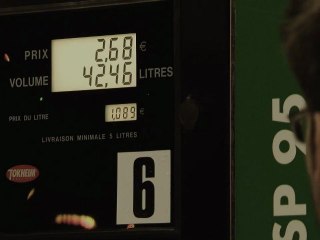 PRIX 2,68 €
VOLUME 42,46 LITRES
PRIX DU LITRE 1,089 €
LIVRAISON MINIMALE 5 LITRES
TOKHEIM
6
SP 95